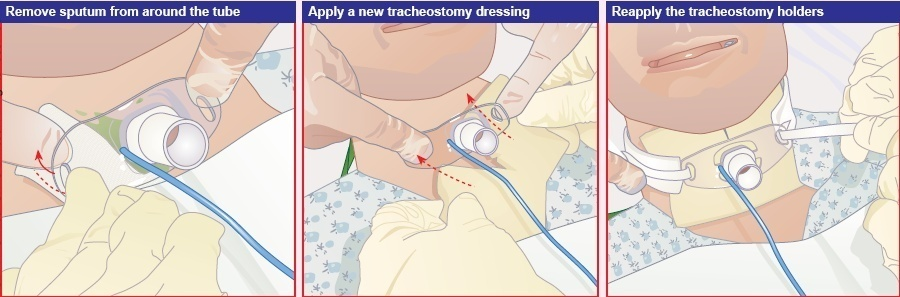 Remove sputum from around the tube
Apply a new tracheostomy dressing
Reapply the tracheostomy holders